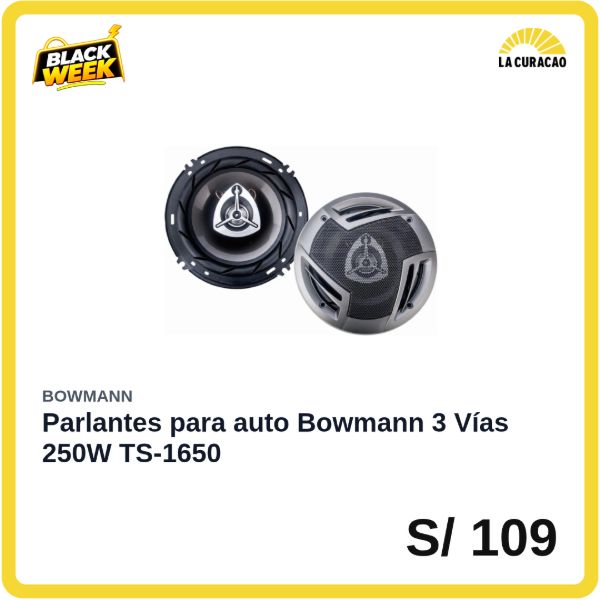 BLACK
WEEK
LA CURACAO
BOWMANN
Parlantes para auto Bowmann 3 Vías
250W TS-1650
S/ 109